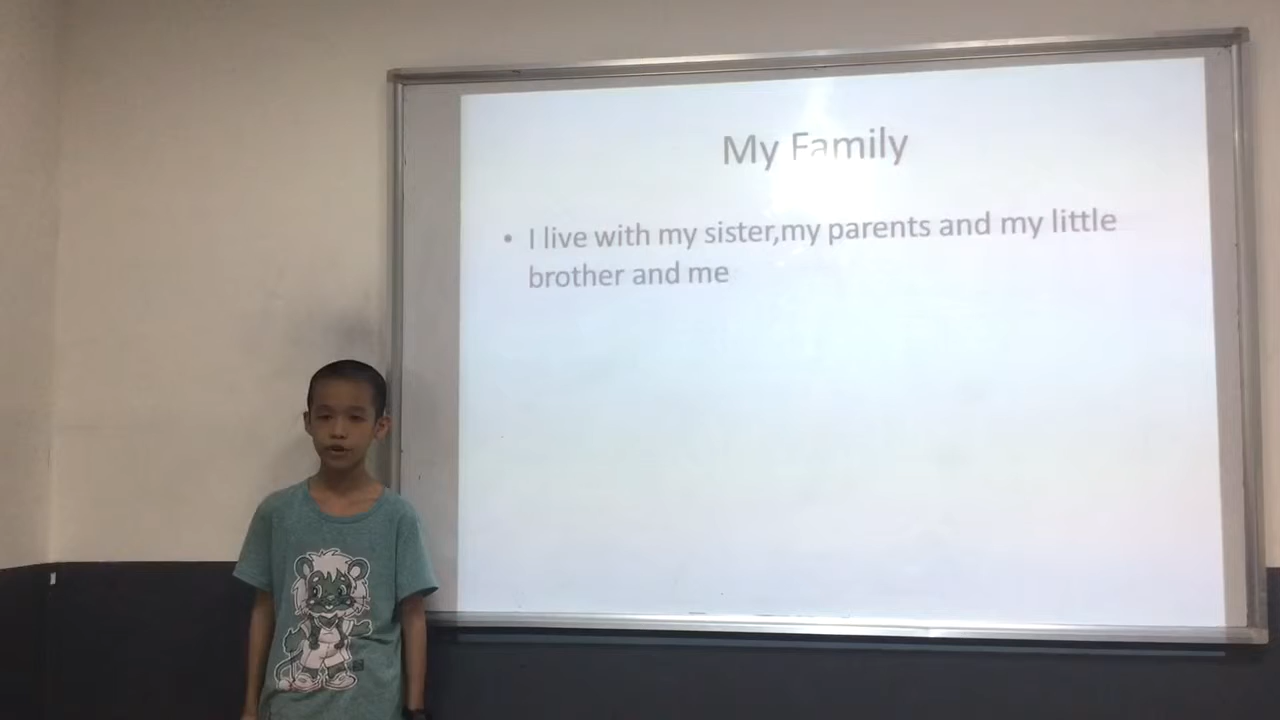 My Family
• I live with my sister,my parents and my little
brother and me